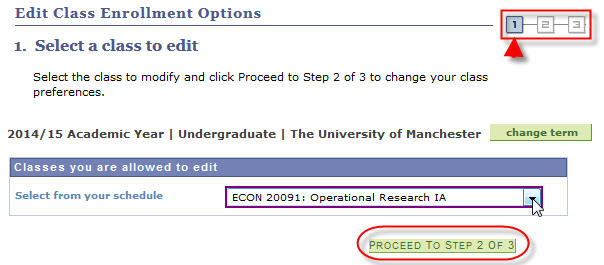 Edit Class Enrollment Options
1 2 3
1. Select a class to edit
Select the class to modify and click Proceed to Step 2 of 3 to change your class
preferences.
2014/15 Academic Year | Undergraduate | The University of Manchester change term
Classes you are allowed to edit
Select from your schedule ECON 20091: Operational Research IA
PROCEED TO STEP 2 OF 3